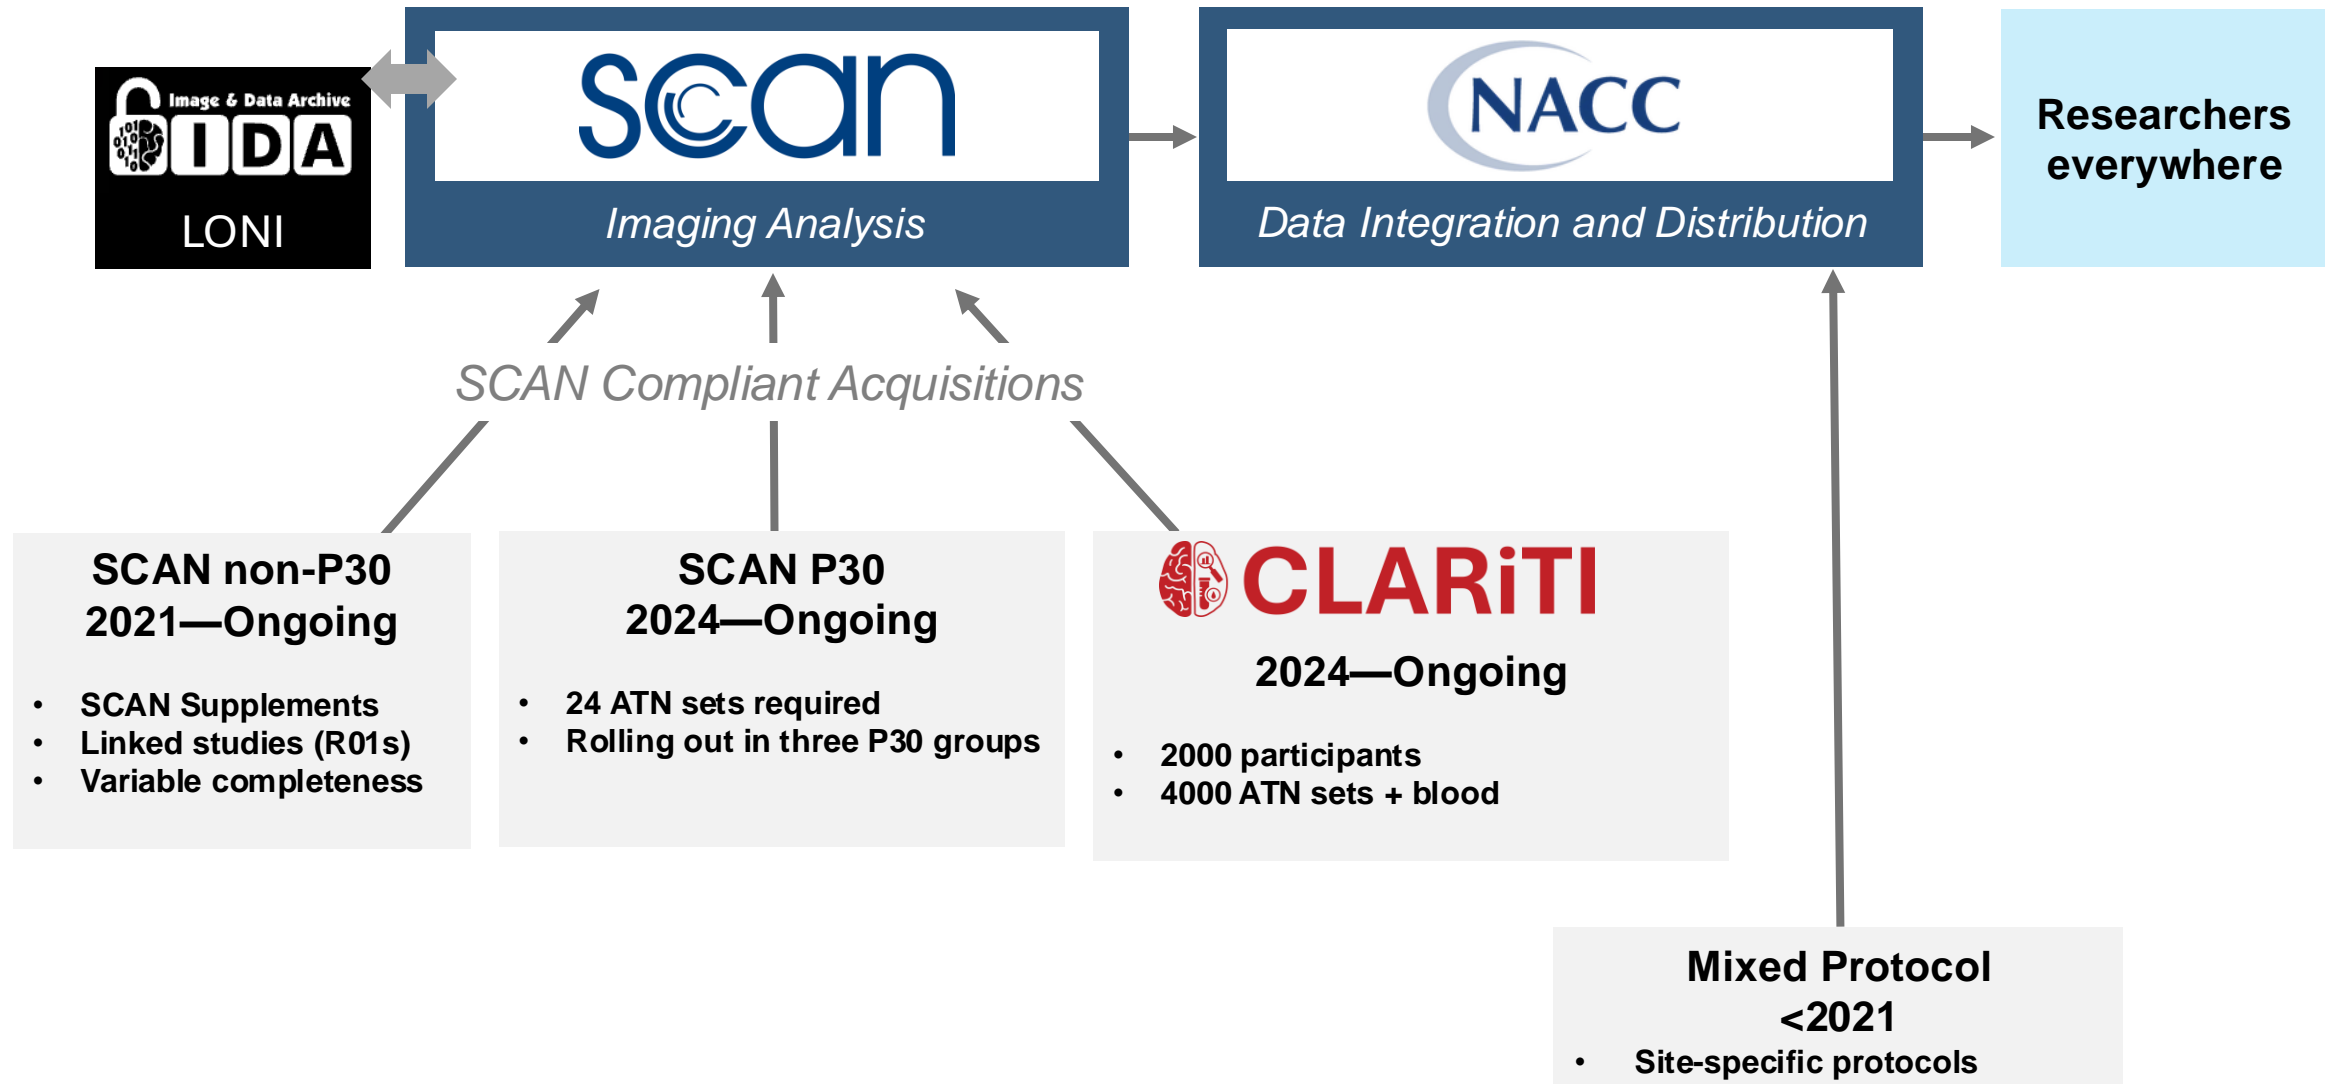 Image & Data Archive
IDA
LONI
scan
Imaging Analysis
NACC
Data Integration and Distribution
Researchers
everywhere
SCAN Compliant Acquisitions
SCAN non-P30
2021—Ongoing
• SCAN Supplements
• Linked studies (R01s)
• Variable completeness
SCAN P30
2024—Ongoing
• 24 ATN sets required
• Rolling out in three P30 groups
CLARiTI
2024—Ongoing
• 2000 participants
• 4000 ATN sets + blood
Mixed Protocol
<2021
• Site-specific protocols